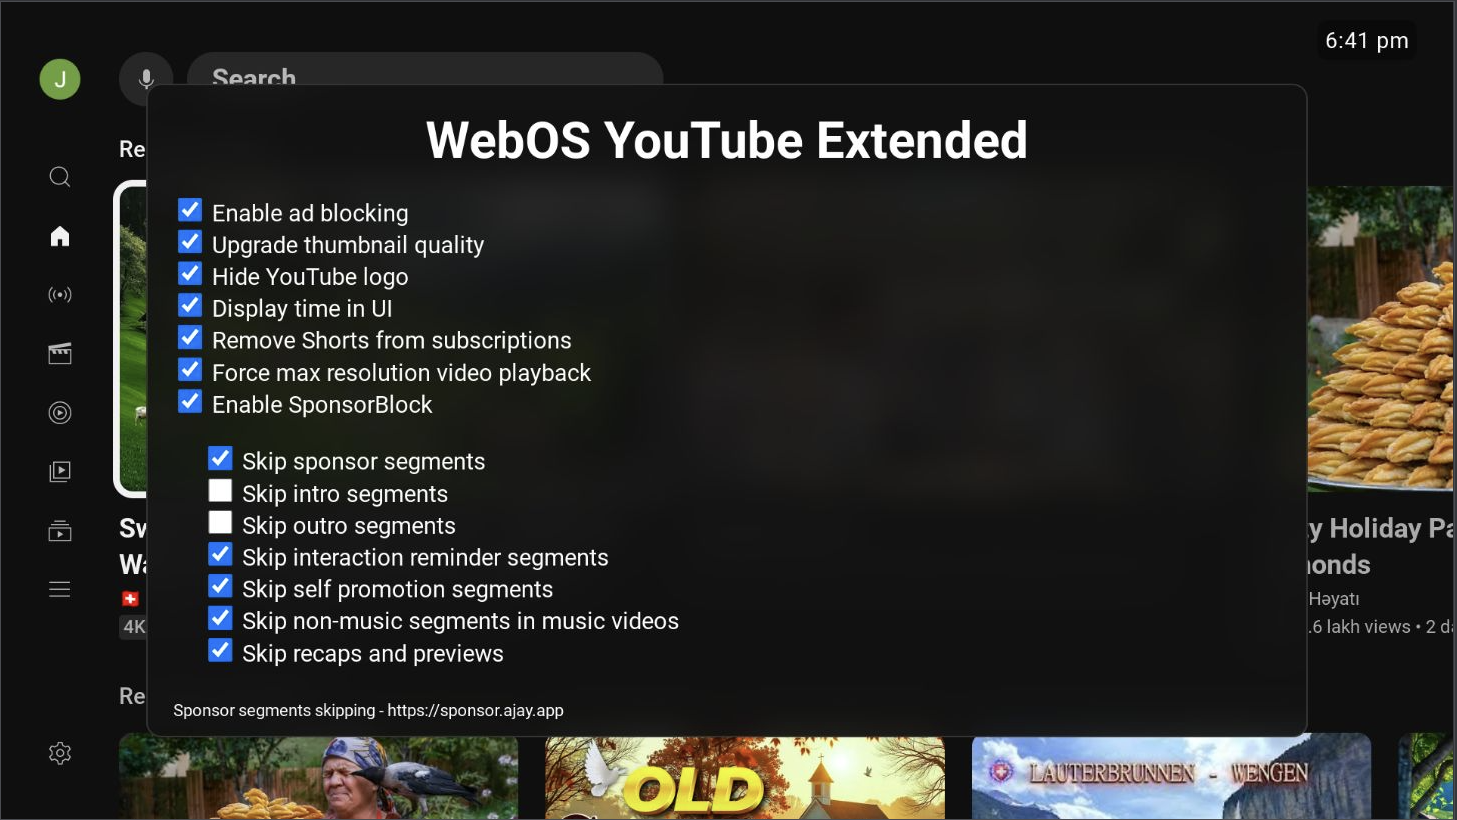 6:41 pm
J
Search
Re
WebOS YouTube Extended
Enable ad blocking
Upgrade thumbnail quality
Hide YouTube logo
Display time in UI
Remove Shorts from subscriptions
Force max resolution video playback
Enable SponsorBlock
Skip sponsor segments
Skip intro segments
Skip outro segments
Skip interaction reminder segments
Skip self promotion segments
Skip non-music segments in music videos
Skip recaps and previews
Sponsor segments skipping - https://sponsor.ajay.app
Sw
Wa
4K
y Holiday Pa
onds
Həyatı
.6 lakh views • 2 da
Re
OLD
LAUTERBRUNNEN - WENGEN